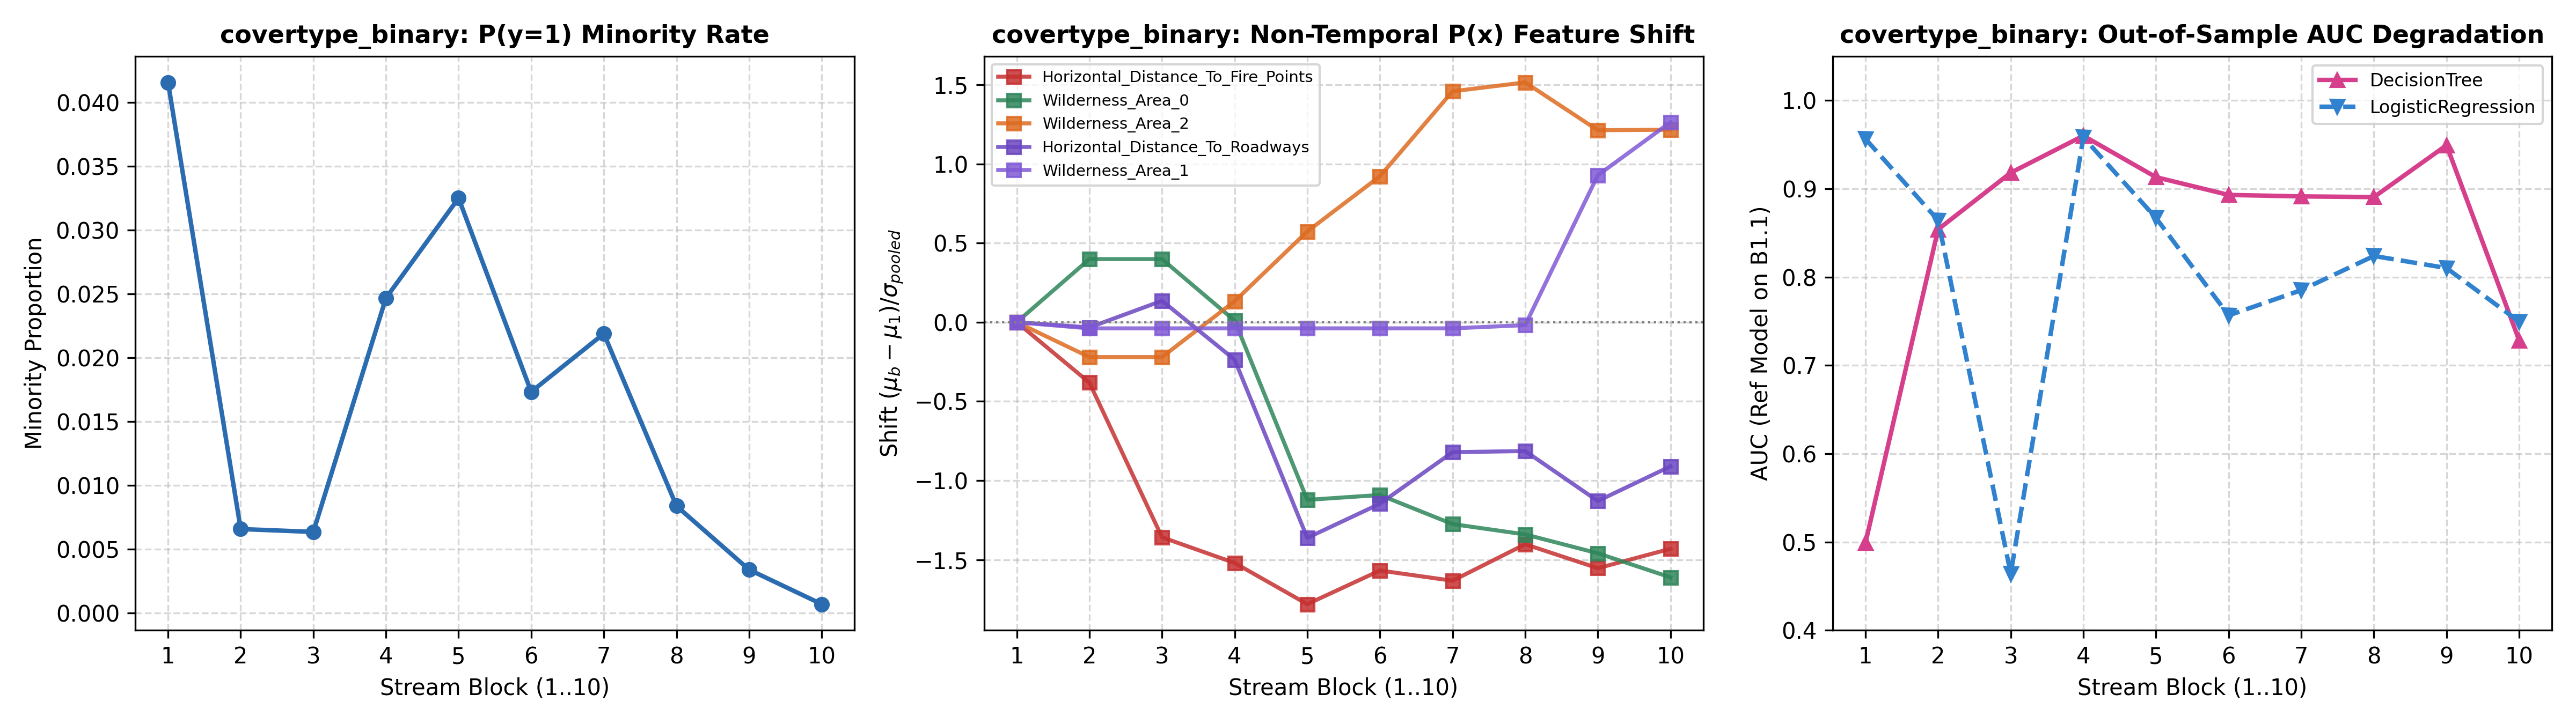 covertype_binary: P(y=1) Minority Rate
Minority Proportion
0.040
0.035
0.030
0.025
0.020
0.015
0.010
0.005
0.000
1 2 3 4 5 6 7 8 9 10
Stream Block (1..10)
covertype_binary: Non-Temporal P(x) Feature Shift
Horizontal_Distance_To_Fire_Points
Wilderness_Area_0
Wilderness_Area_2
Horizontal_Distance_To_Roadways
Wilderness_Area_1
Shift (μb − μ1)/σpooled
1.5
1.0
0.5
0.0
−0.5
−1.0
−1.5
1 2 3 4 5 6 7 8 9 10
Stream Block (1..10)
covertype_binary: Out-of-Sample AUC Degradation
DecisionTree
LogisticRegression
AUC (Ref Model on B1.1)
1.0
0.9
0.8
0.7
0.6
0.5
0.4
1 2 3 4 5 6 7 8 9 10
Stream Block (1..10)